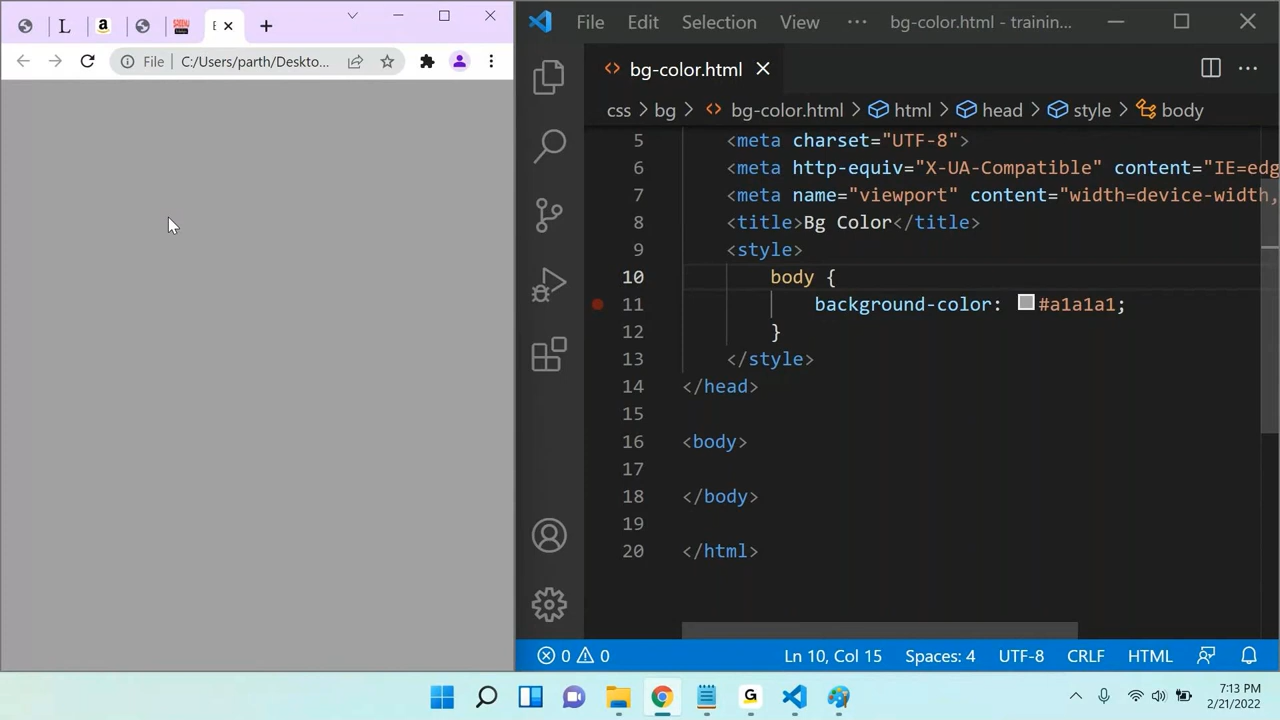 L
a
E
File
C:/Users/parth/Deskto...
File Edit Selection View ··· bg-color.html - trainin...
bg-color.html
css > bg > bg-color.html > html > head > style > body
5 <meta charset="UTF-8">
6 <meta http-equiv="X-UA-Compatible" content="IE=edg
7 <meta name="viewport" content="width=device-width,
8 <title>Bg Color</title>
9 <style>
10 body {
11 background-color: #a1a1a1;
12 }
13 </style>
14 </head>
15
16 <body>
17
18 </body>
19
20 </html>
0 0 Ln 10, Col 15 Spaces: 4 UTF-8 CRLF HTML
G
7:13 PM
2/21/2022